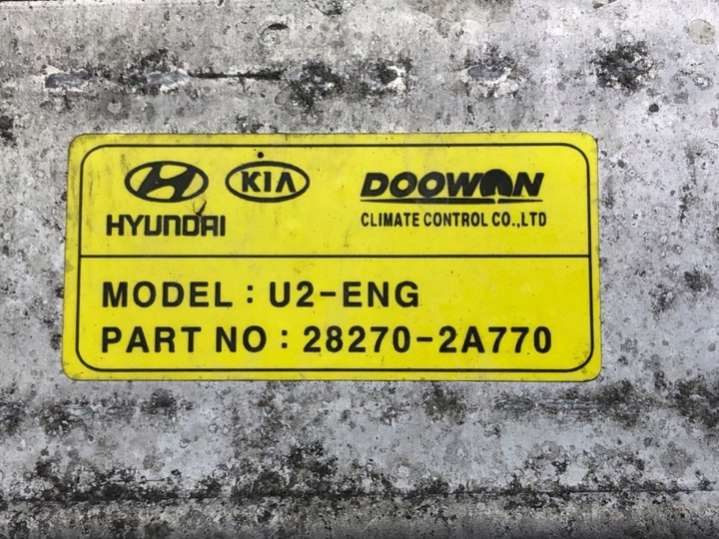 KIA DOOWON
HYUNDAI CLIMATE CONTROL CO.,LTD
MODEL : U2-ENG
PART NO : 28270-2A770